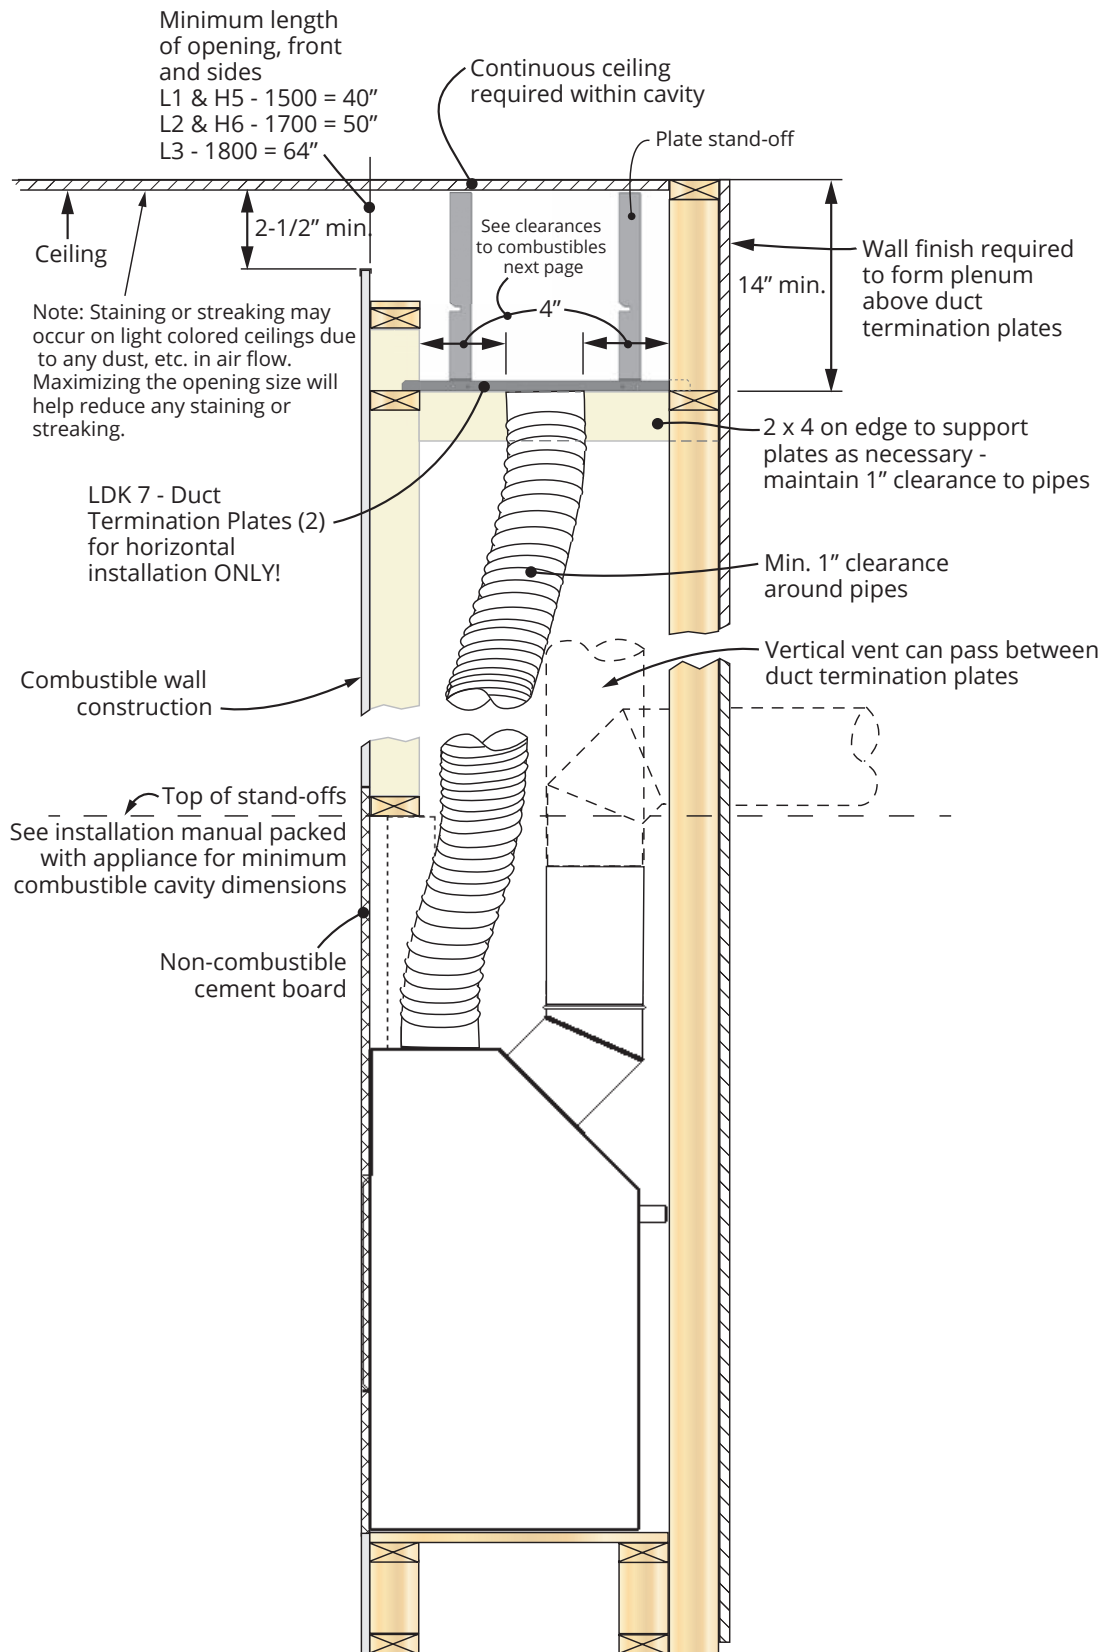 Minimum length
of opening, front
and sides
L1 & H5 - 1500 = 40”
L2 & H6 - 1700 = 50”
L3 - 1800 = 64”
Continuous ceiling
required within cavity
Plate stand-off
2-1/2” min.
See clearances
to combustibles
next page
Ceiling
14” min.
Wall finish required
to form plenum
above duct
termination plates
4”
Note: Staining or streaking may
occur on light colored ceilings due
to any dust, etc. in air flow.
Maximizing the opening size will
help reduce any staining or
streaking.
2 x 4 on edge to support
plates as necessary -
maintain 1” clearance to pipes
LDK 7 - Duct
Termination Plates (2)
for horizontal
installation ONLY!
Min. 1” clearance
around pipes
Vertical vent can pass between
duct termination plates
Combustible wall
construction
Top of stand-offs
See installation manual packed
with appliance for minimum
combustible cavity dimensions
Non-combustible
cement board